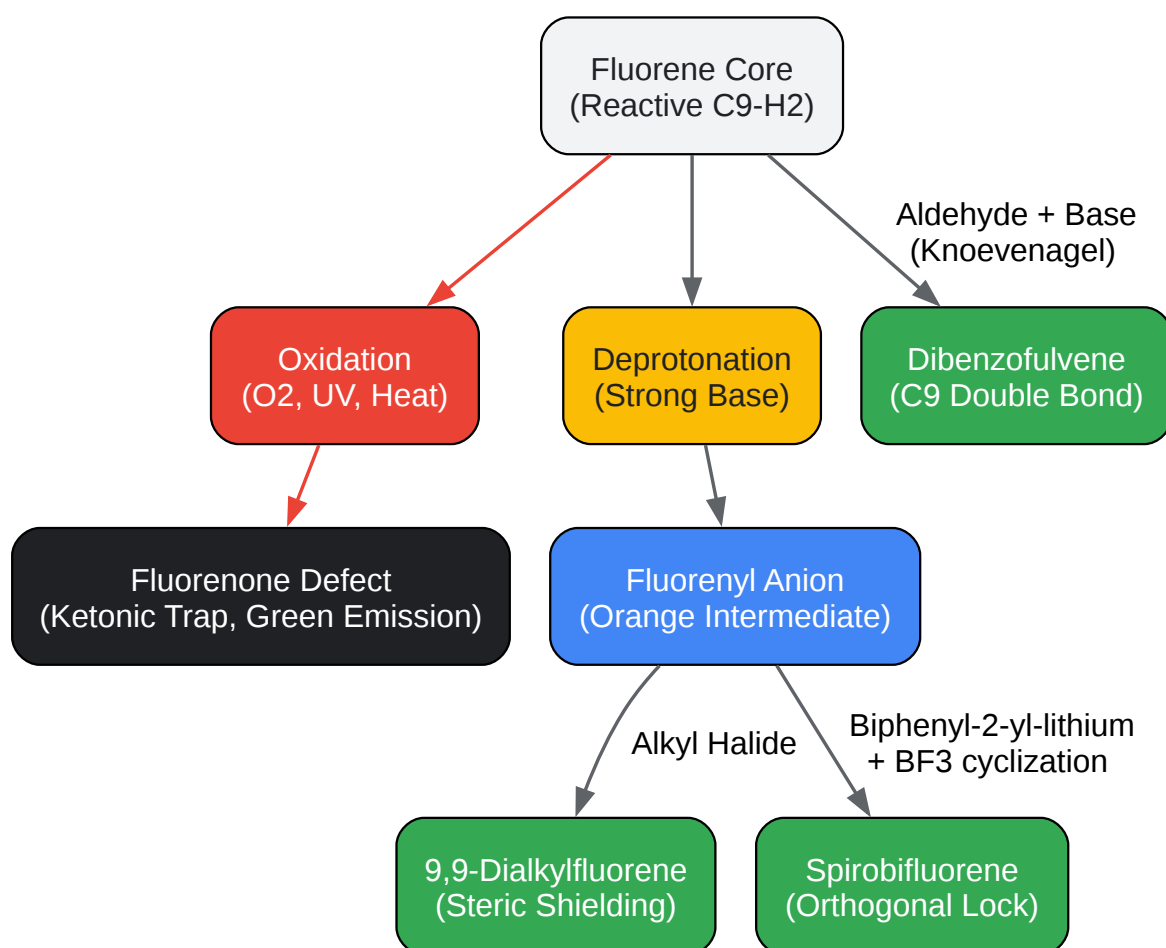 Fluorene Core
(Reactive C9-H2)
Aldehyde + Base
(Knoevenagel)
Oxidation
(O2, UV, Heat)
Deprotonation
(Strong Base)
Dibenzofulvene
(C9 Double Bond)
Fluorenone Defect
(Ketonic Trap, Green Emission)
Fluorenyl Anion
(Orange Intermediate)
Alkyl Halide
Biphenyl-2-yl-lithium
+ BF3 cyclization
9,9-Dialkylfluorene
(Steric Shielding)
Spirobifluorene
(Orthogonal Lock)